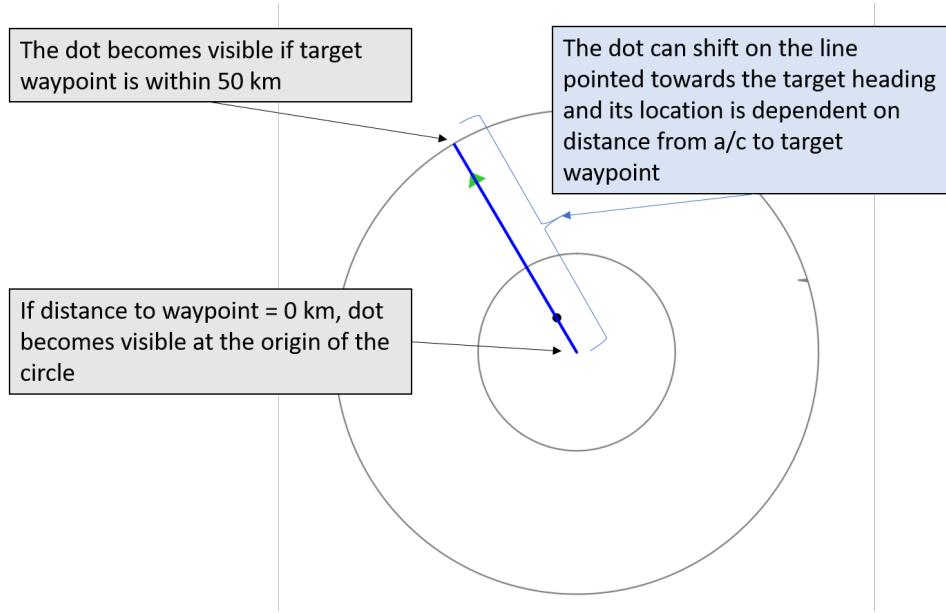 The dot becomes visible if target
waypoint is within 50 km
The dot can shift on the line
pointed towards the target heading
and its location is dependent on
distance from a/c to target
waypoint
If distance to waypoint = 0 km, dot
becomes visible at the origin of the
circle